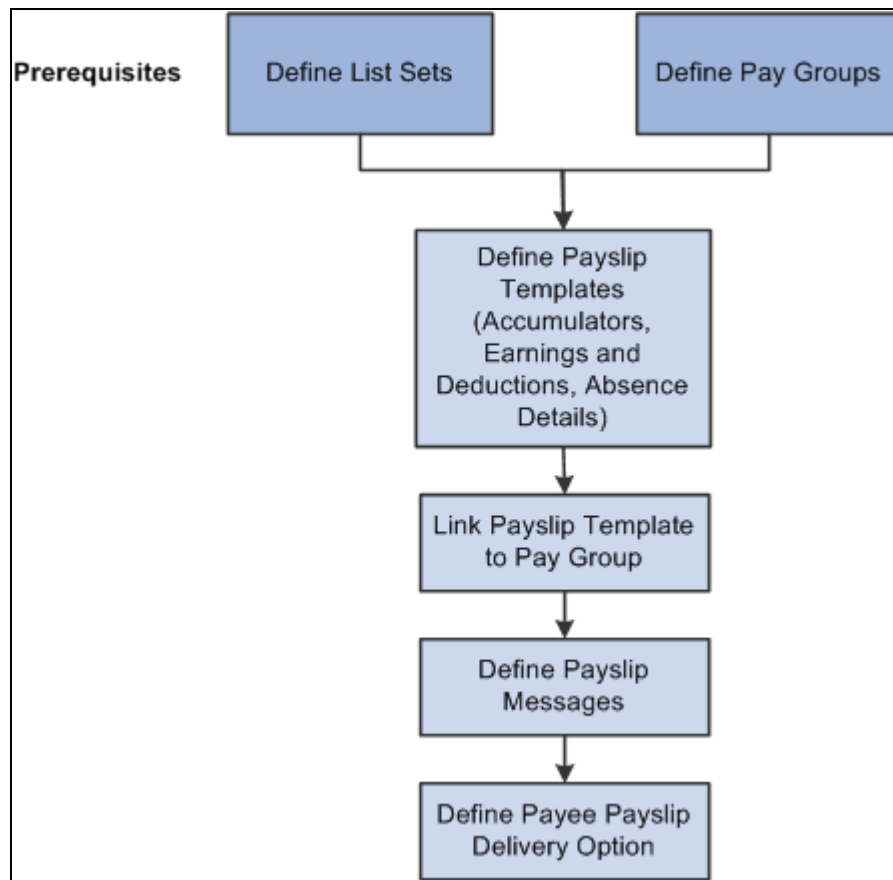 Prerequisites
Define List Sets
Define Pay Groups
Define Payslip
Templates
(Accumulators,
Earnings and
Deductions, Absence
Details)
Link Payslip Template
to Pay Group
Define Payslip
Messages
Define Payee Payslip
Delivery Option